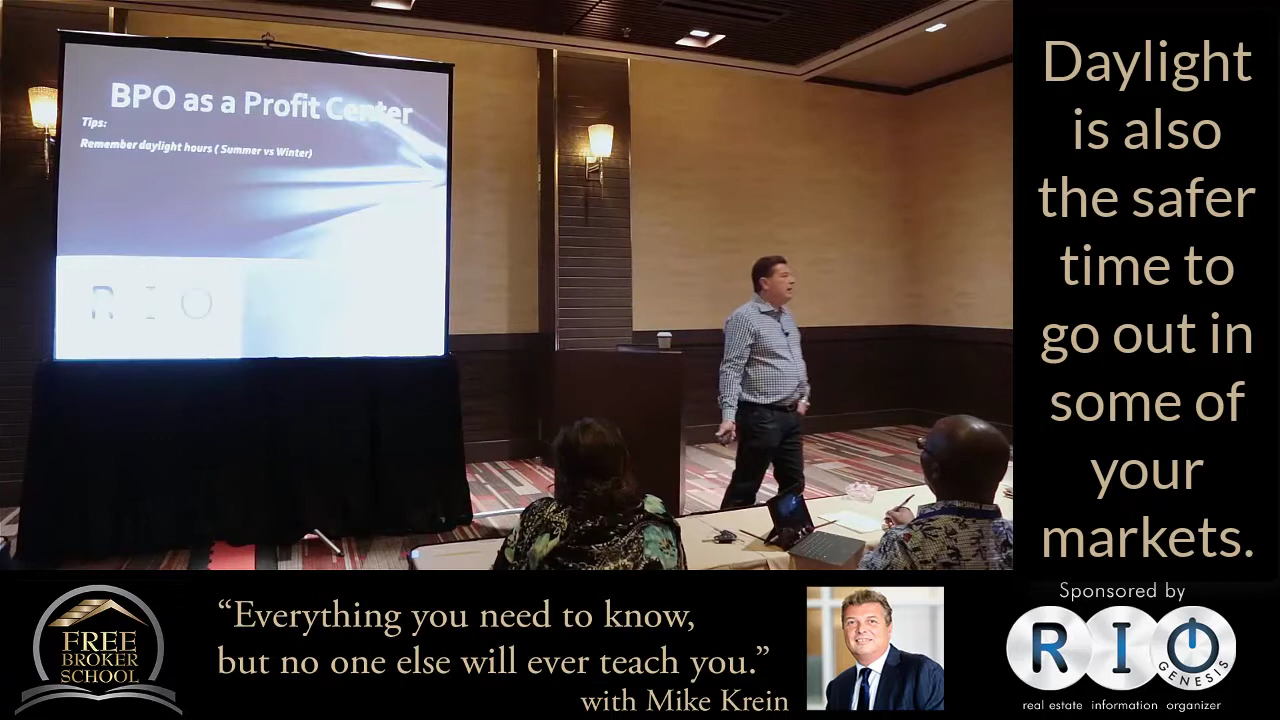 BPO as a Profit Center
Tips:
Remember daylight hours ( Summer vs Winter)
R I O
Daylight
is also
the safer
time to
go out in
some of
your
markets.
FREE
BROKER
SCHOOL
“Everything you need to know,
but no one else will ever teach you.”
with Mike Krein
Sponsored by
R I O
GENESIS
real estate information organizer